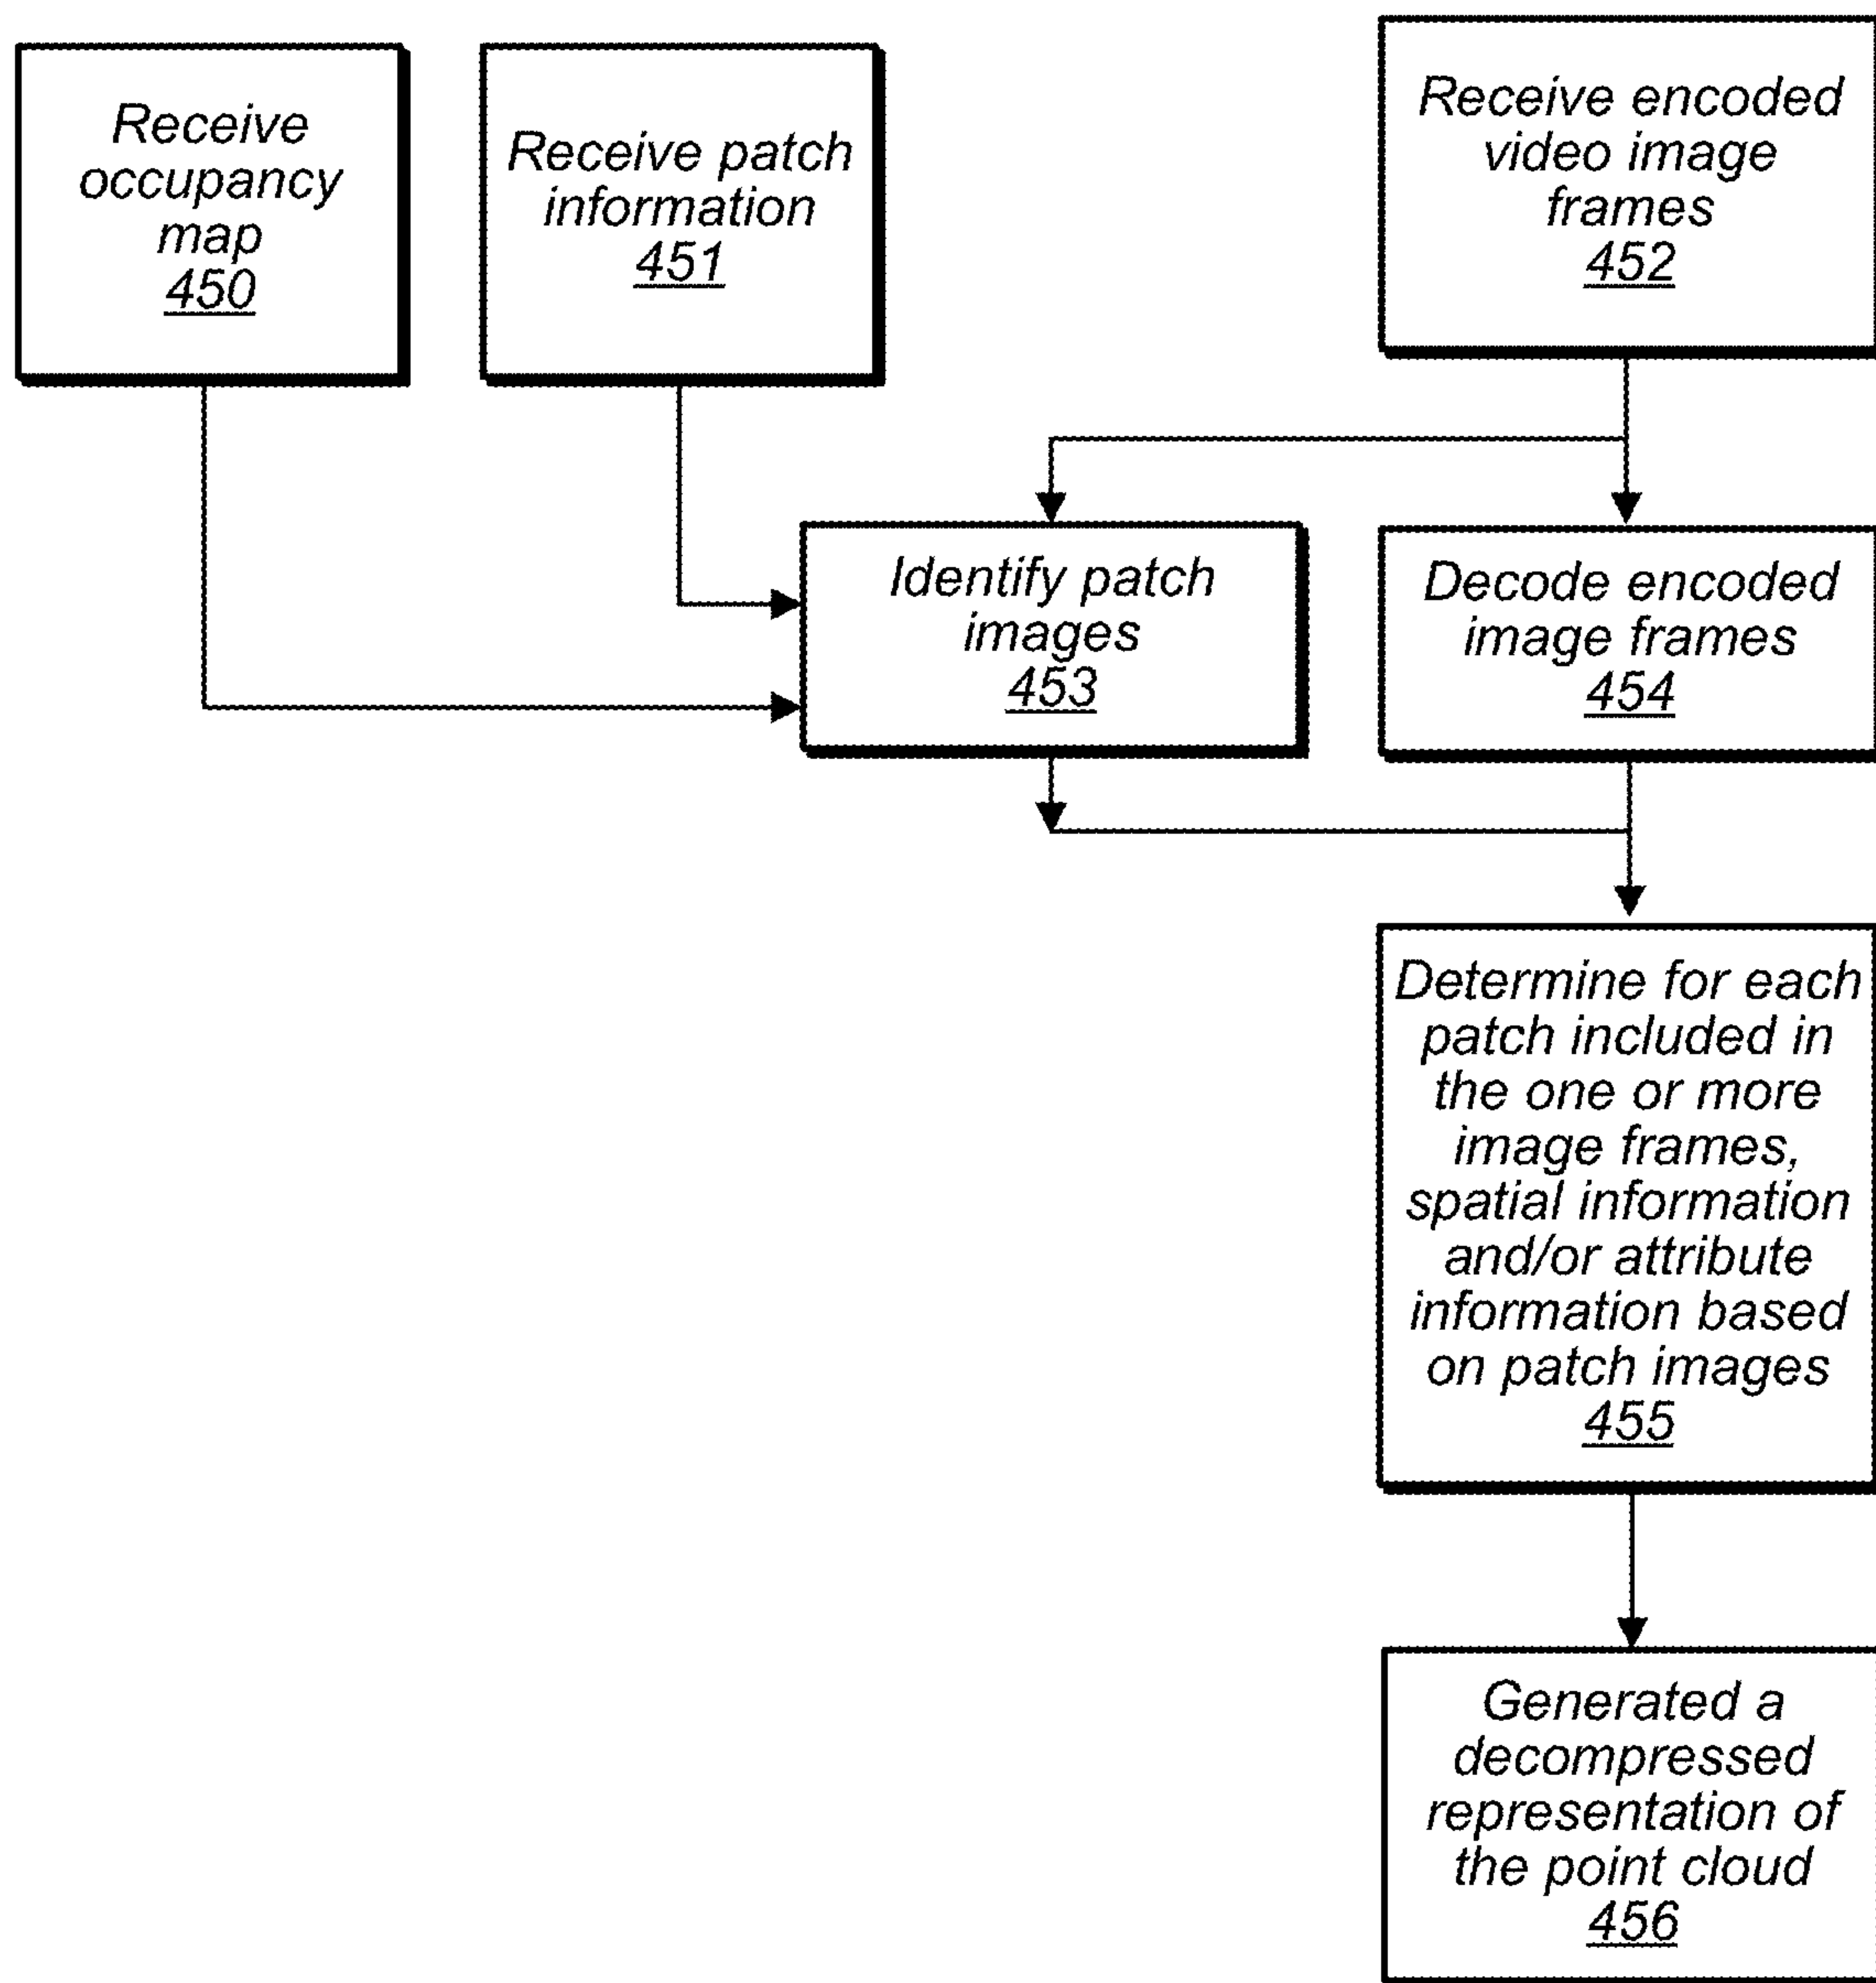 Receive
occupancy
map
450
Receive patch
information
451
Receive encoded
video image
frames
452
Identify patch
images
453
Decode encoded
image frames
454
Determine for each
patch included in
the one or more
image frames,
spatial information
and/or attribute
information based
on patch images
455
Generated a
decompressed
representation of
the point cloud
456